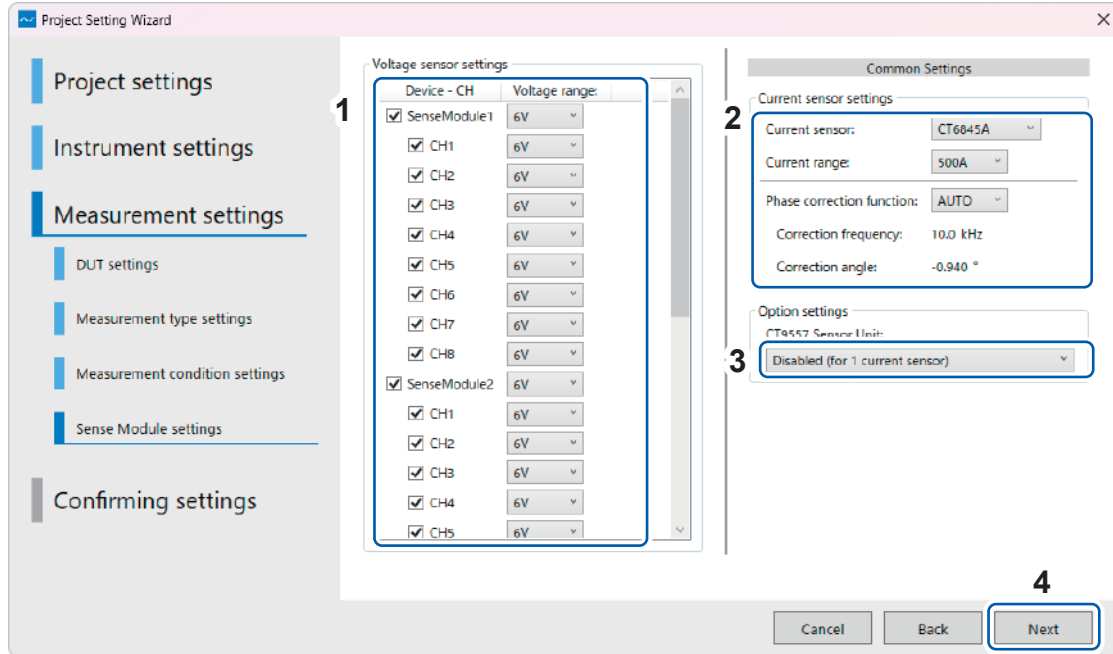 Project Setting Wizard
Project settings
Instrument settings
Measurement settings
DUT settings
Measurement type settings
Measurement condition settings
Sense Module settings
Confirming settings
Voltage sensor settings
1
Device - CH Voltage range:
SenseModule1 6V
CH1 6V
CH2 6V
CH3 6V
CH4 6V
CH5 6V
CH6 6V
CH7 6V
CH8 6V
SenseModule2 6V
CH1 6V
CH2 6V
CH3 6V
CH4 6V
CH5 6V
Common Settings
Current sensor settings
2
Current sensor: CT6845A
Current range: 500A
Phase correction function: AUTO
Correction frequency: 10.0 kHz
Correction angle: -0.940 °
Option settings
CT9557 Sensor Unit:
3
Disabled (for 1 current sensor)
4
Cancel Back Next